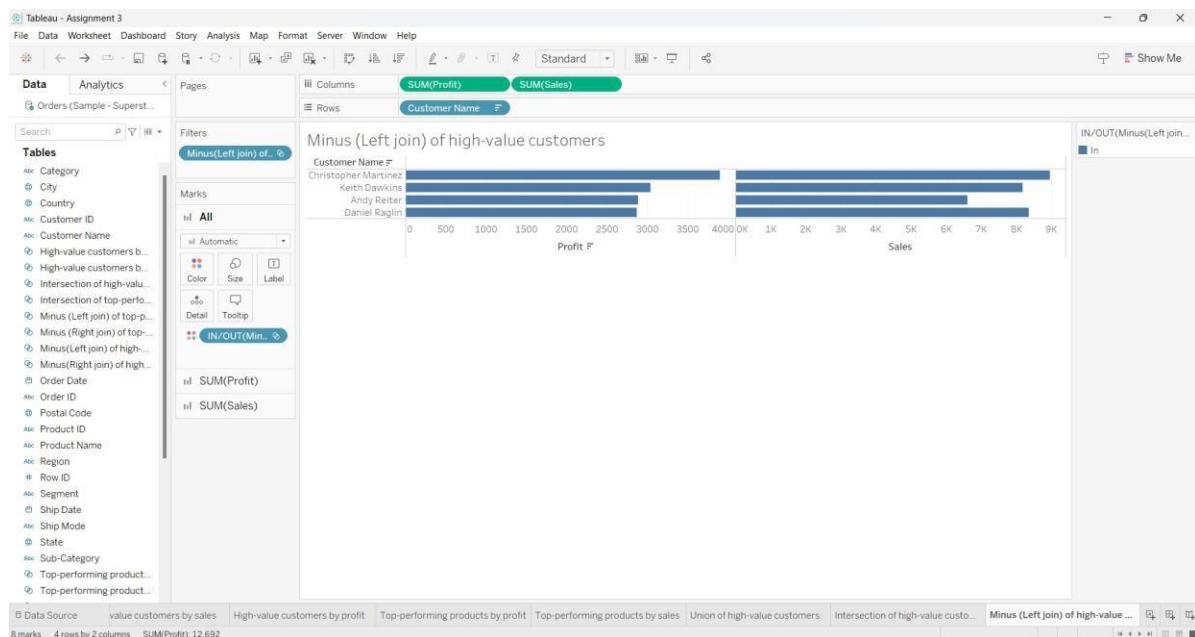 Tableau - Assignment 3
File Data Worksheet Dashboard Story Analysis Map Format Server Window Help
Standard
Show Me
Data
Analytics
Orders (Sample - Superst...
Search
Tables
Abc Category
City
Country
Abc Customer ID
Abc Customer Name
High-value customers b...
High-value customers b...
Intersection of high-valu...
Intersection of top-perfo...
Minus (Left join) of top-p...
Minus (Right join) of top-...
Minus(Left join) of high-...
Minus(Right join) of high...
Order Date
Abc Order ID
Postal Code
Abc Product ID
Abc Product Name
Abc Region
# Row ID
Abc Segment
Ship Date
Abc Ship Mode
State
Abc Sub-Category
Top-performing product...
Top-performing product...
Pages
Filters
Minus(Left join) of..
Marks
All
Automatic
Color Size Label
Detail Tooltip
IN/OUT(Min..
SUM(Profit)
SUM(Sales)
Columns SUM(Profit) SUM(Sales)
Rows Customer Name
Minus (Left join) of high-value customers
Customer Name
Christopher Martinez
Keith Dawkins
Andy Reiter
Daniel Raglin
0 500 1000 1500 2000 2500 3000 3500 4000
Profit
0K 1K 2K 3K 4K 5K 6K 7K 8K 9K
Sales
IN/OUT(Minus(Left join...
In
Data Source
value customers by sales
High-value customers by profit
Top-performing products by profit
Top-performing products by sales
Union of high-value customers
Intersection of high-value custo...
Minus (Left join) of high-value ...
8 marks 4 rows by 2 columns SUM(Profit): 12,692